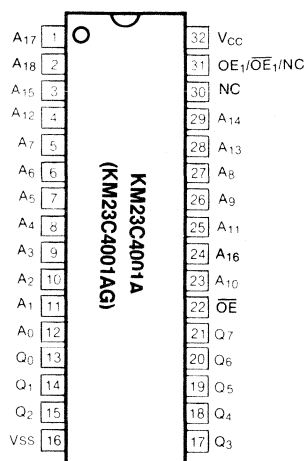 A17 1 32 VCC
A18 2 31 OE1/OE1/NC
A15 3 30 NC
A12 4 29 A14
A7 5 28 A13
A6 6 27 A8
A5 7 26 A9
A4 8 25 A11
A3 9 24 A16
A2 10 23 A10
A1 11 22 OE
A0 12 21 Q7
Q0 13 20 Q6
Q1 14 19 Q5
Q2 15 18 Q4
VSS 16 17 Q3
KM23C4001A
(KM23C4001AG)